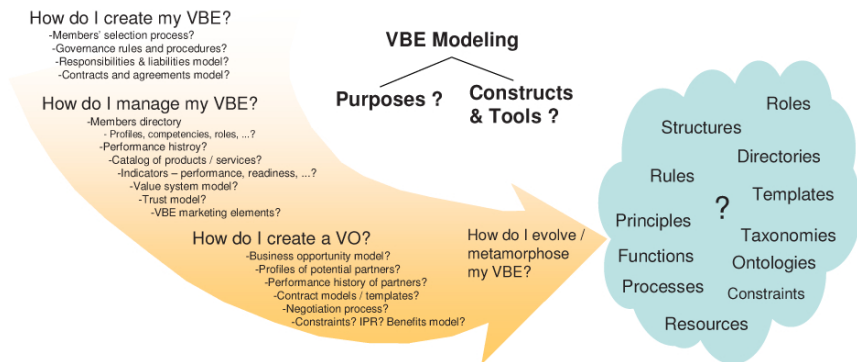 How do I create my VBE?
-Members' selection process?
-Governance rules and procedures?
-Responsibilities & liabilities model?
-Contracts and agreements model?
How do I manage my VBE?
-Members directory
- Profiles, competencies, roles, ...?
-Performance histroy?
-Catalog of products / services?
-Indicators – performance, readiness, ...?
-Value system model?
-Trust model?
-VBE marketing elements?
How do I create a VO?
-Business opportunity model?
-Profiles of potential partners?
-Performance history of partners?
-Contract models / templates?
-Negotiation process?
-Constraints? IPR? Benefits model?
How do I evolve /
metamorphose
my VBE?
VBE Modeling
Purposes ?
Constructs
& Tools ?
Roles
Structures
Directories
Rules
Templates
?
Principles
Taxonomies
Functions
Ontologies
Processes
Constraints
Resources